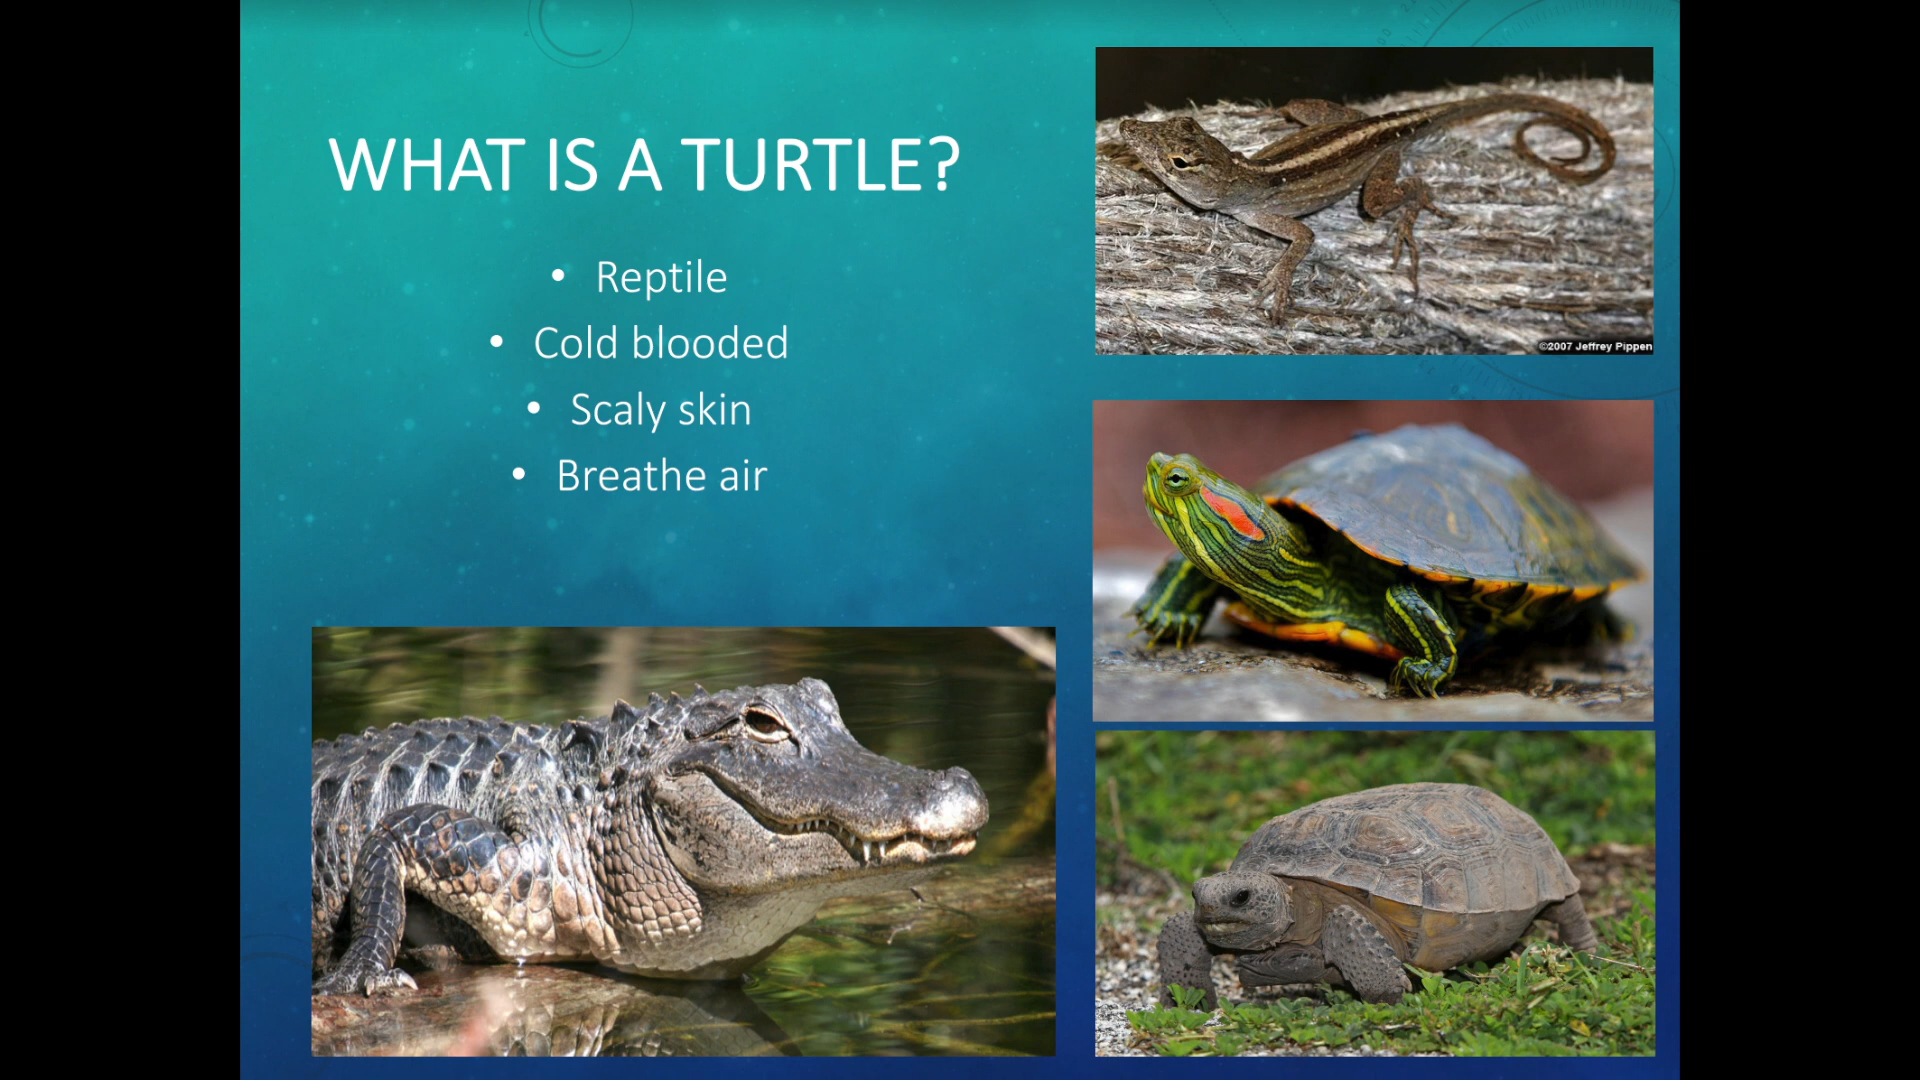 WHAT IS A TURTLE?
• Reptile
• Cold blooded
• Scaly skin
• Breathe air
©2007 Jeffrey Pippen